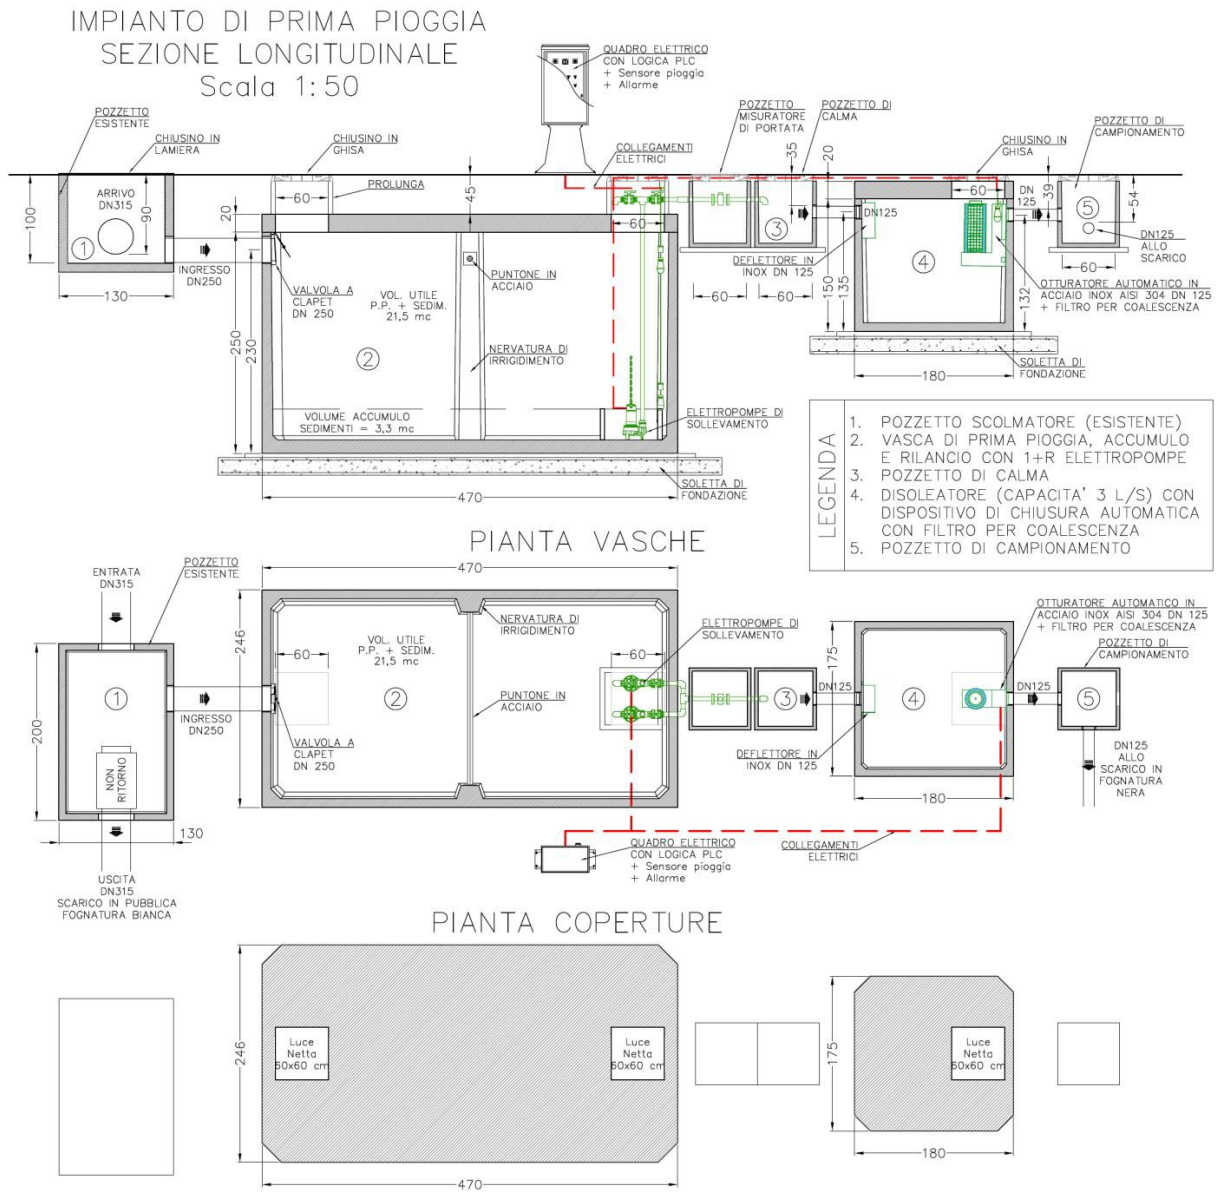 IMPIANTO DI PRIMA PIOGGIA
SEZIONE LONGITUDINALE
Scala 1:50
QUADRO ELETTRICO
CON LOGICA PLC
+ Sensore pioggia
+ Allarme
POZZETTO
ESISTENTE
CHIUSINO IN
LAMIERA
CHIUSINO IN
GHISA
COLLEGAMENTI
ELETTRICI
POZZETTO
MISURATORE
DI PORTATA
POZZETTO DI
CALMA
CHIUSINO IN
GHISA
POZZETTO DI
CAMPIONAMENTO
35
20
39
54
DN
125
100
ARRIVO
DN315
90
1
20
60
PROLUNGA
45
60
3
DN125
60
5
DN125
ALLO
SCARICO
60
130
INGRESSO
DN250
VALVOLA A
CLAPET
DN 250
VOL. UTILE
P.P. + SEDIM.
21,5 mc
PUNTONE IN
ACCIAIO
DEFLETTORE IN
INOX DN 125
60
60
150
135
4
132
OTTURATORE AUTOMATICO IN
ACCIAIO INOX AISI 304 DN 125
+ FILTRO PER COALESCENZA
250
230
2
NERVATURA DI
IRRIGIDIMENTO
180
SOLETTA DI
FONDAZIONE
VOLUME ACCUMULO
SEDIMENTI = 3,3 mc
ELETTROPOMPE DI
SOLLEVAMENTO
SOLETTA DI
FONDAZIONE
470
LEGENDA
1. POZZETTO SCOLMATORE (ESISTENTE)
2. VASCA DI PRIMA PIOGGIA, ACCUMULO
E RILANCIO CON 1+R ELETTROPOMPE
3. POZZETTO DI CALMA
4. DISOLEATORE (CAPACITA' 3 L/S) CON
DISPOSITIVO DI CHIUSURA AUTOMATICA
CON FILTRO PER COALESCENZA
5. POZZETTO DI CAMPIONAMENTO
PIANTA VASCHE
470
ENTRATA
DN315
POZZETTO
ESISTENTE
246
VOL. UTILE
P.P. + SEDIM.
21,5 mc
NERVATURA DI
IRRIGIDIMENTO
ELETTROPOMPE DI
SOLLEVAMENTO
OTTURATORE AUTOMATICO IN
ACCIAIO INOX AISI 304 DN 125
+ FILTRO PER COALESCENZA
POZZETTO DI
CAMPIONAMENTO
200
1
60
2
PUNTONE IN
ACCIAIO
60
3
DN125
175
4
DN125
5
INGRESSO
DN250
VALVOLA A
CLAPET
DN 250
NON
RITORNO
DEFLETTORE IN
INOX DN 125
DN125
ALLO
SCARICO IN
FOGNATURA
NERA
180
130
USCITA
DN315
SCARICO IN PUBBLICA
FOGNATURA BIANCA
QUADRO ELETTRICO
CON LOGICA PLC
+ Sensore pioggia
+ Allarme
COLLEGAMENTI
ELETTRICI
PIANTA COPERTURE
246
Luce
Netta
60x60 cm
Luce
Netta
60x60 cm
175
Luce
Netta
60x60 cm
180
470